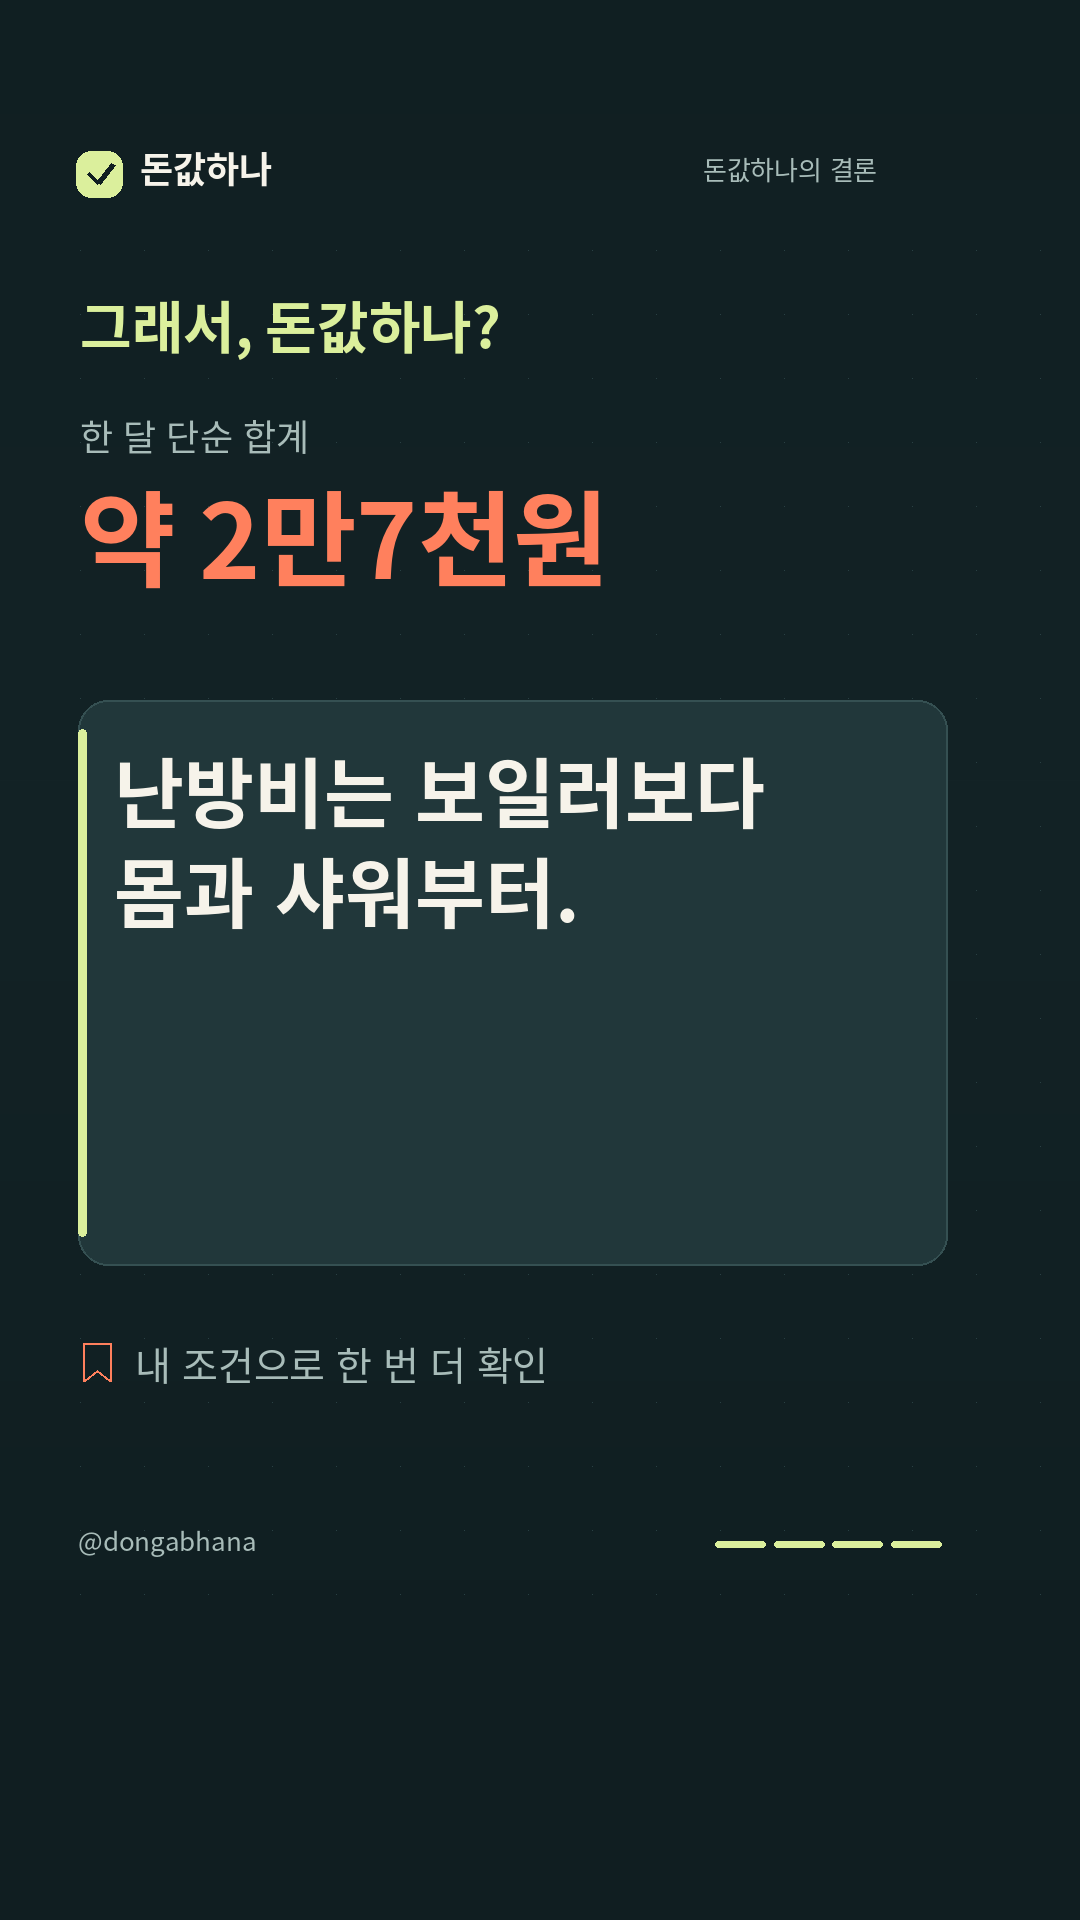 돈값하나
돈값하나의 결론
그래서, 돈값하나?
한 달 단순 합계
약 2만7천원
난방비는 보일러보다
몸과 샤워부터.
내 조건으로 한 번 더 확인
@dongabhana